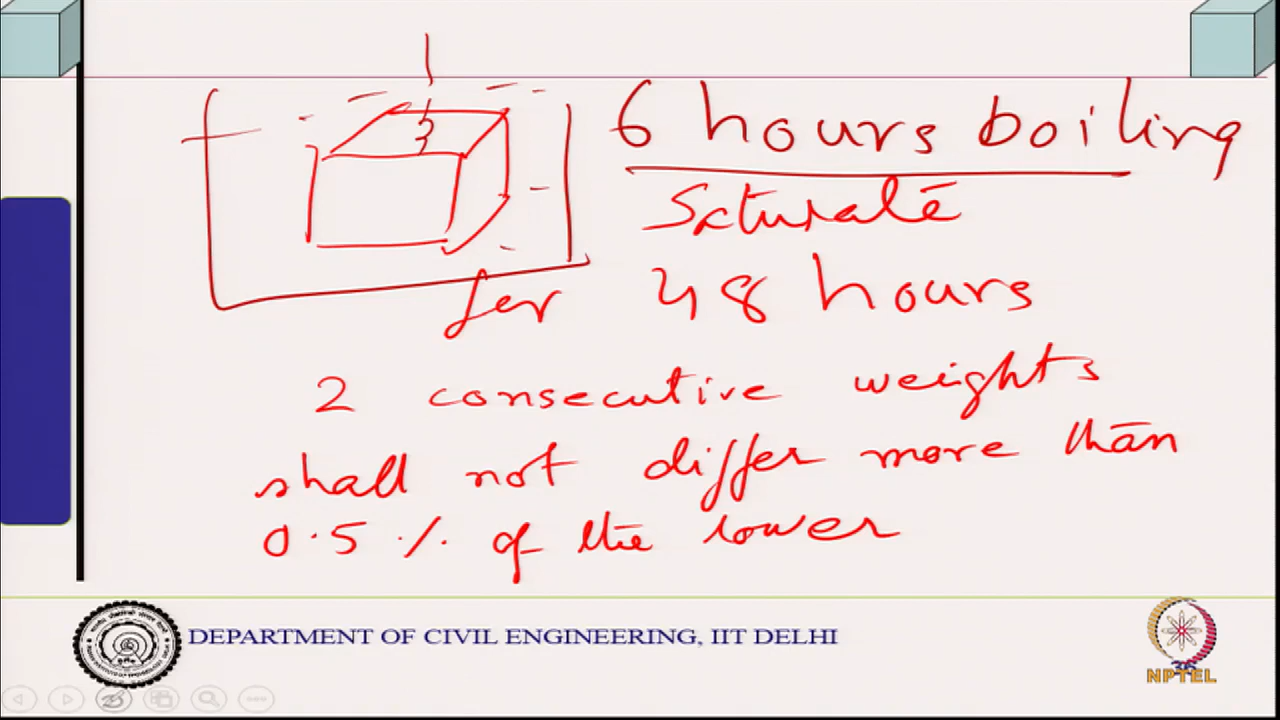 6 hours boiling
Saturate
for 48 hours
2 consecutive weights
shall not differ more than
0.5 % of the lower
DEPARTMENT OF CIVIL ENGINEERING, IIT DELHI
NPTEL